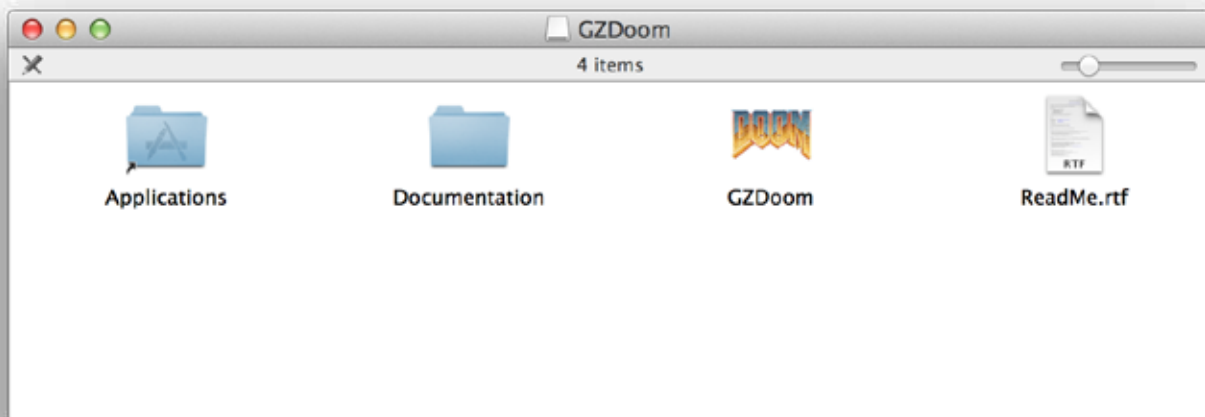 GZDoom
4 items
DOOM
RTF
Applications
Documentation
GZDoom
ReadMe.rtf